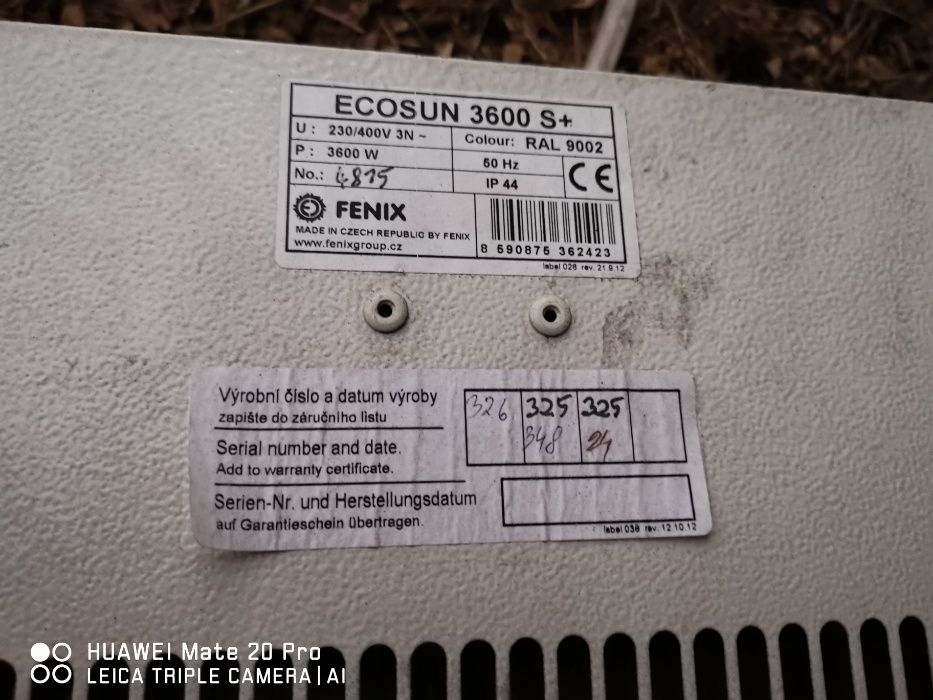 ECOSUN 3600 S+
U : 230/400V 3N ~
Colour: RAL 9002
P : 3600 W
50 Hz
No.: 4815
IP 44
CE
FENIX
MADE IN CZECH REPUBLIC BY FENIX
www.fenixgroup.cz
8 590875 362423
label 026 rev. 21.9.12
Výrobní číslo a datum výroby
zapište do záručního listu
Serial number and date.
Add to warranty certificate.
Serien-Nr. und Herstellungsdatum
auf Garantieschein übertragen.
326 325 325
348 24
label 038 rev. 12.10.12
HUAWEI Mate 20 Pro
LEICA TRIPLE CAMERA | AI